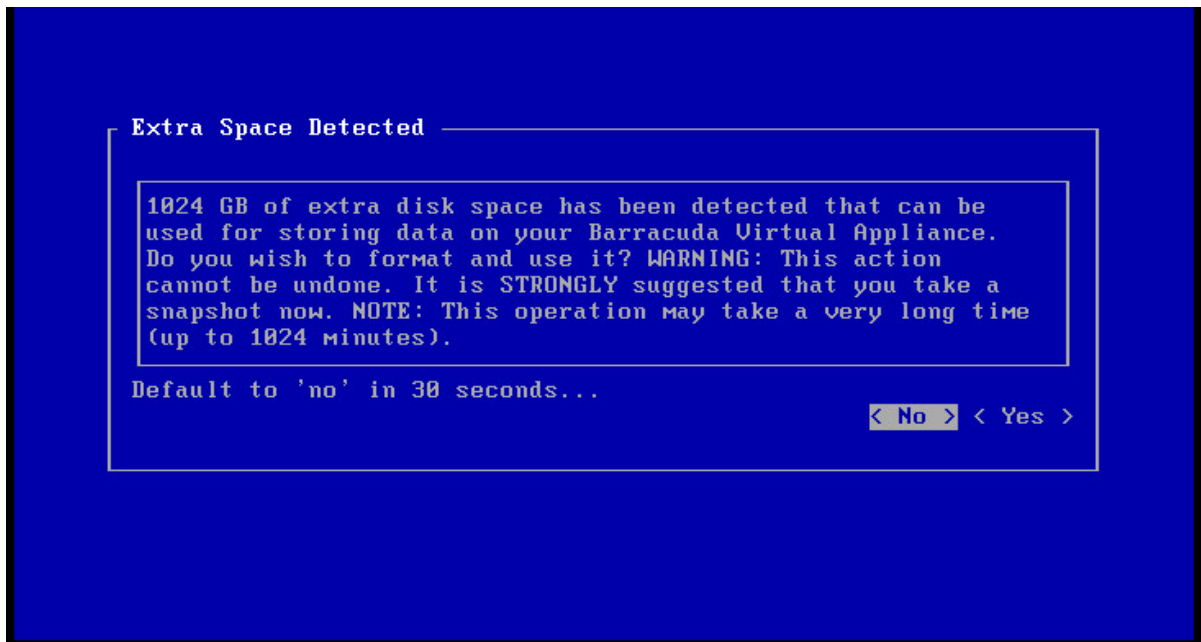 Extra Space Detected
1024 GB of extra disk space has been detected that can be
used for storing data on your Barracuda Virtual Appliance.
Do you wish to format and use it? WARNING: This action
cannot be undone. It is STRONGLY suggested that you take a
snapshot now. NOTE: This operation may take a very long time
(up to 1024 minutes).
Default to 'no' in 30 seconds...
< No > < Yes >